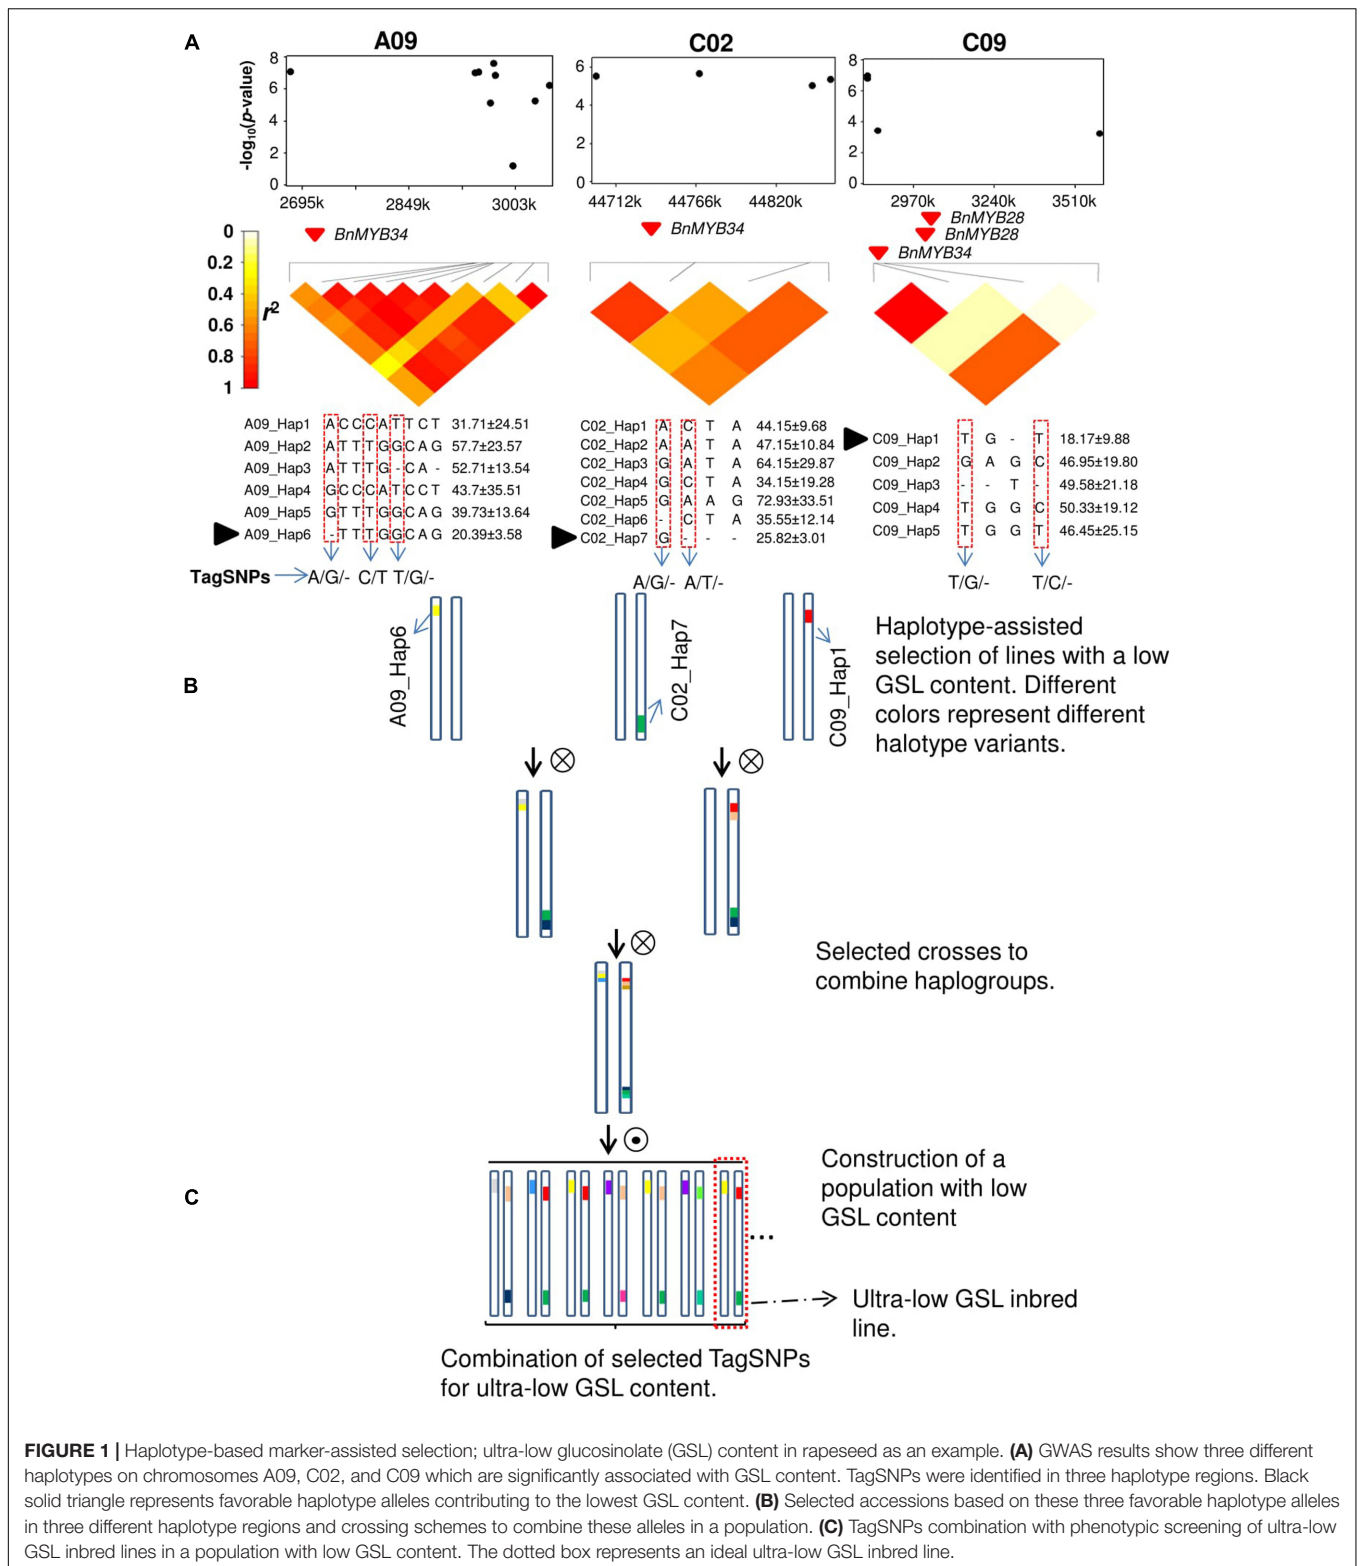 A
A09
C02
C09
-log10(p-value)
8
6
4
2
0
2695k 2849k 3003k
6
4
2
0
44712k 44766k 44820k
8
6
4
2
0
2970k 3240k 3510k
BnMYB34
BnMYB34
BnMYB28
BnMYB28
BnMYB34
0
0.2
0.4
0.6
0.8
1
r2
A09_Hap1 A C C C A T T C T 31.71±24.51
A09_Hap2 A T T T G G C A G 57.7±23.57
A09_Hap3 A T T T G - C A - 52.71±13.54
A09_Hap4 G C C C A T C C T 43.7±35.51
A09_Hap5 G T T T G G C A G 39.73±13.64
A09_Hap6 - T T T G G C A G 20.39±3.58
C02_Hap1 A C T A 44.15±9.68
C02_Hap2 A A T A 47.15±10.84
C02_Hap3 G A T A 64.15±29.87
C02_Hap4 G C T A 34.15±19.28
C02_Hap5 G A A G 72.93±33.51
C02_Hap6 - C T A 35.55±12.14
C02_Hap7 G - - - 25.82±3.01
C09_Hap1 T G - T 18.17±9.88
C09_Hap2 G A G C 46.95±19.80
C09_Hap3 - - T - 49.58±21.18
C09_Hap4 T G G C 50.33±19.12
C09_Hap5 T G G T 46.45±25.15
TagSNPs A/G/- C/T T/G/-
A/G/- A/T/-
T/G/- T/C/-
B
A09_Hap6
C02_Hap7
C09_Hap1
Haplotype-assisted
selection of lines with a low
GSL content. Different
colors represent different
halotype variants.
Selected crosses to
combine haplogroups.
C
Construction of a
population with low
GSL content
...
Ultra-low GSL inbred
line.
Combination of selected TagSNPs
for ultra-low GSL content.
FIGURE 1 | Haplotype-based marker-assisted selection; ultra-low glucosinolate (GSL) content in rapeseed as an example. (A) GWAS results show three different
haplotypes on chromosomes A09, C02, and C09 which are significantly associated with GSL content. TagSNPs were identified in three haplotype regions. Black
solid triangle represents favorable haplotype alleles contributing to the lowest GSL content. (B) Selected accessions based on these three favorable haplotype alleles
in three different haplotype regions and crossing schemes to combine these alleles in a population. (C) TagSNPs combination with phenotypic screening of ultra-low
GSL inbred lines in a population with low GSL content. The dotted box represents an ideal ultra-low GSL inbred line.